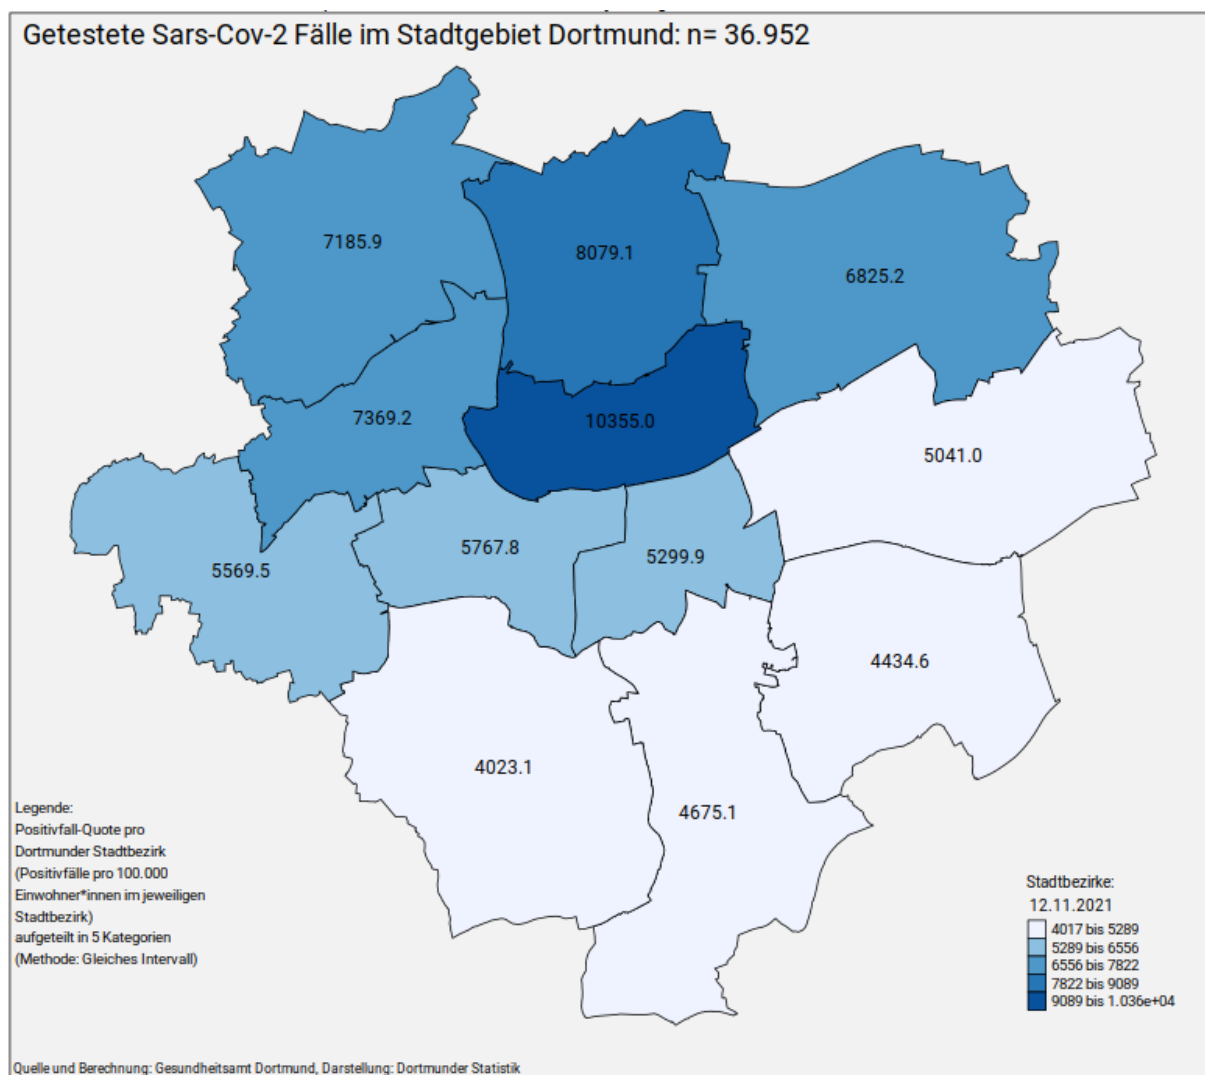 Getestete Sars-Cov-2 Fälle im Stadtgebiet Dortmund: n= 36.952
7185.9
8079.1
6825.2
7369.2
10355.0
5041.0
5569.5
5767.8
5299.9
4434.6
4023.1
4675.1
Legende:
Positivfall-Quote pro
Dortmunder Stadtbezirk
(Positivfälle pro 100.000
Einwohner*innen im jeweiligen
Stadtbezirk)
aufgeteilt in 5 Kategorien
(Methode: Gleiches Intervall)
Stadtbezirke:
12.11.2021
4017 bis 5289
5289 bis 6556
6556 bis 7822
7822 bis 9089
9089 bis 1.036e+04
Quelle und Berechnung: Gesundheitsamt Dortmund, Darstellung: Dortmunder Statistik